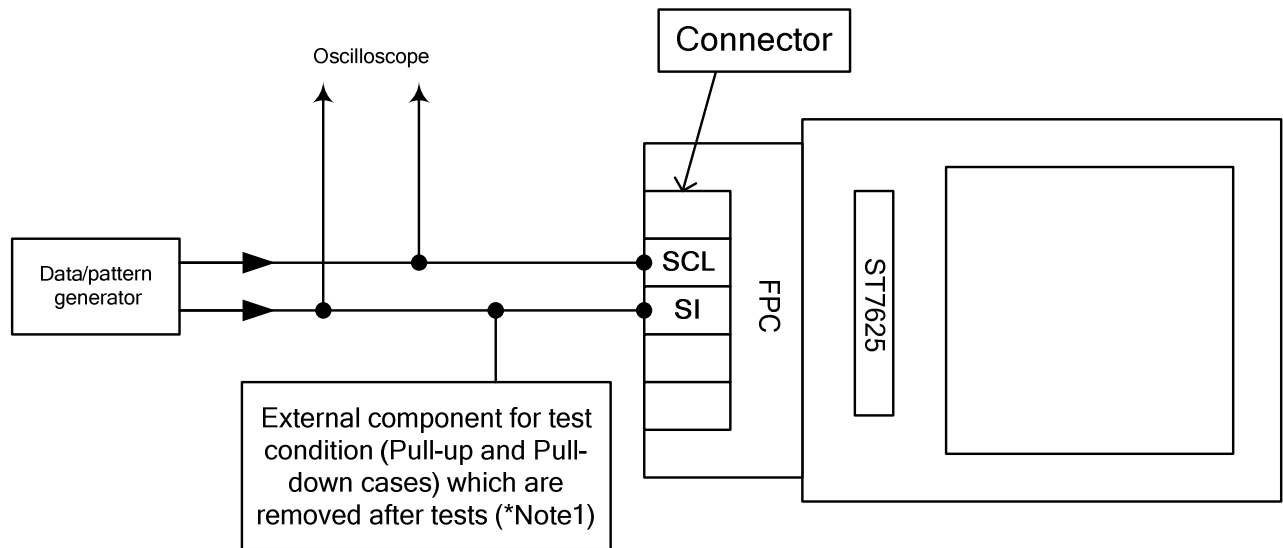 Connector
Oscilloscope
Data/pattern
generator
SCL
SI
FPC
ST7625
External component for test
condition (Pull-up and Pull-
down cases) which are
removed after tests (*Note1)